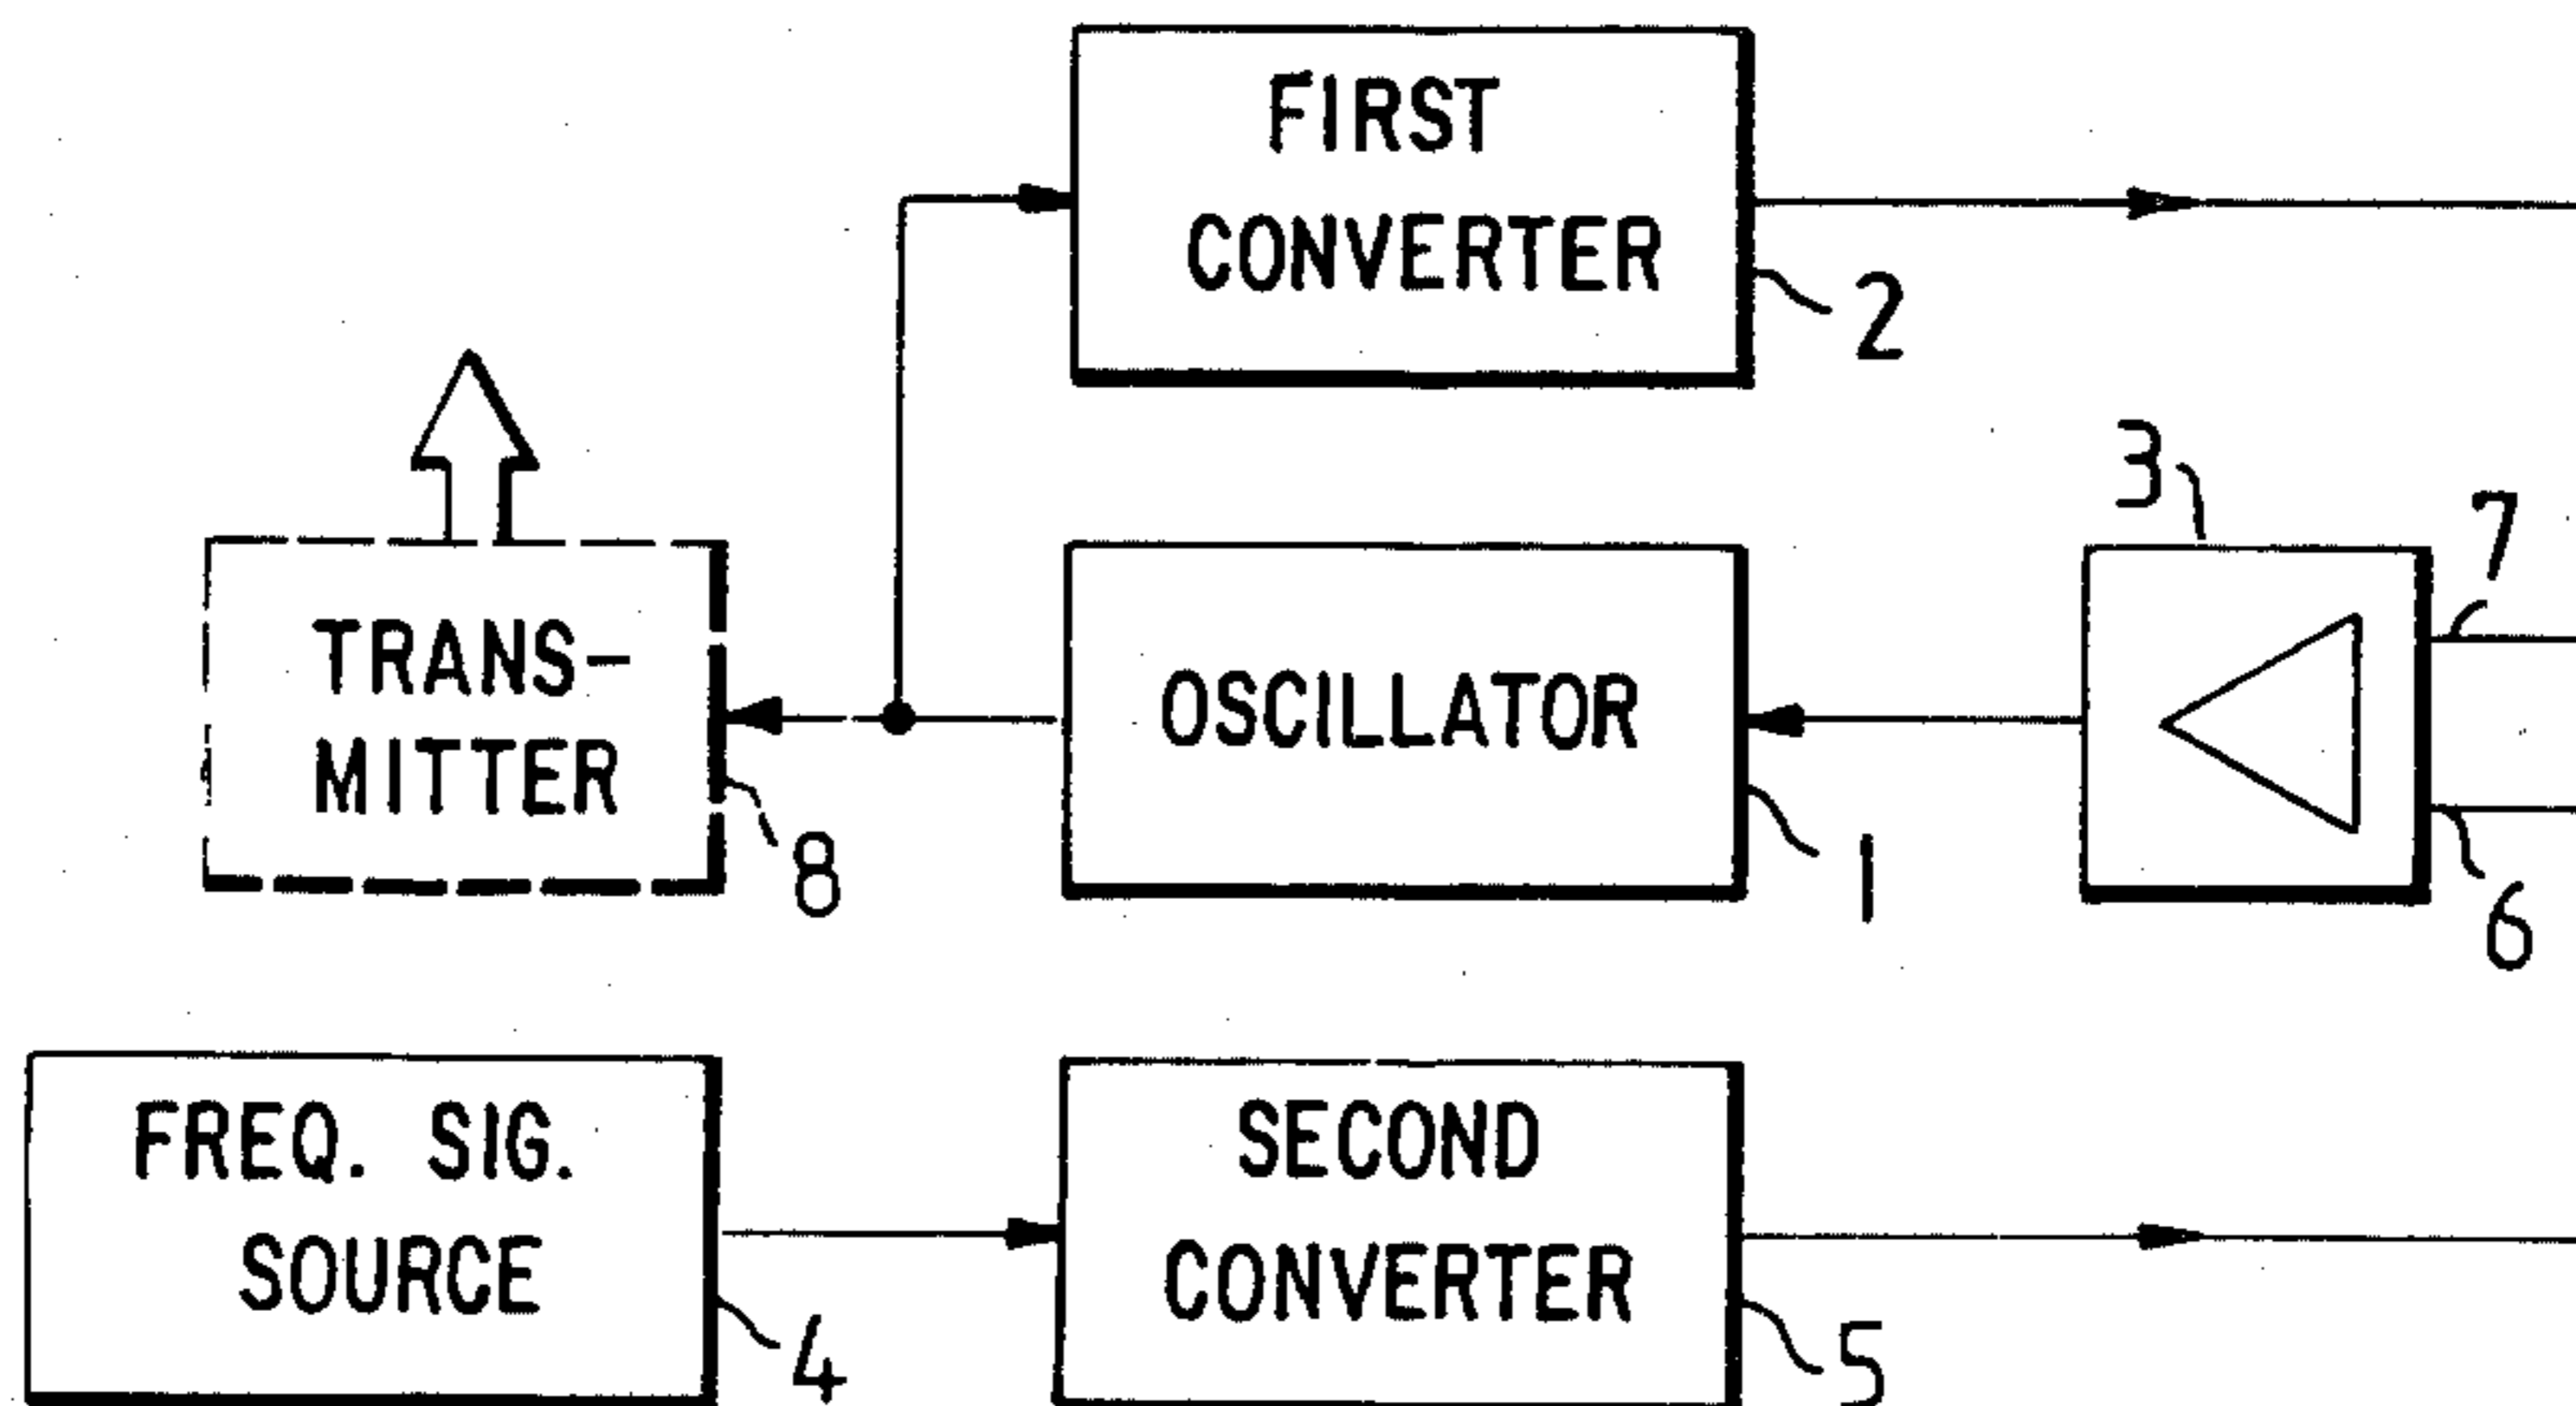 FIRST
CONVERTER
2
3
7
TRANS-
MITTER
8
OSCILLATOR
1
6
FREQ. SIG.
SOURCE
4
SECOND
CONVERTER
5